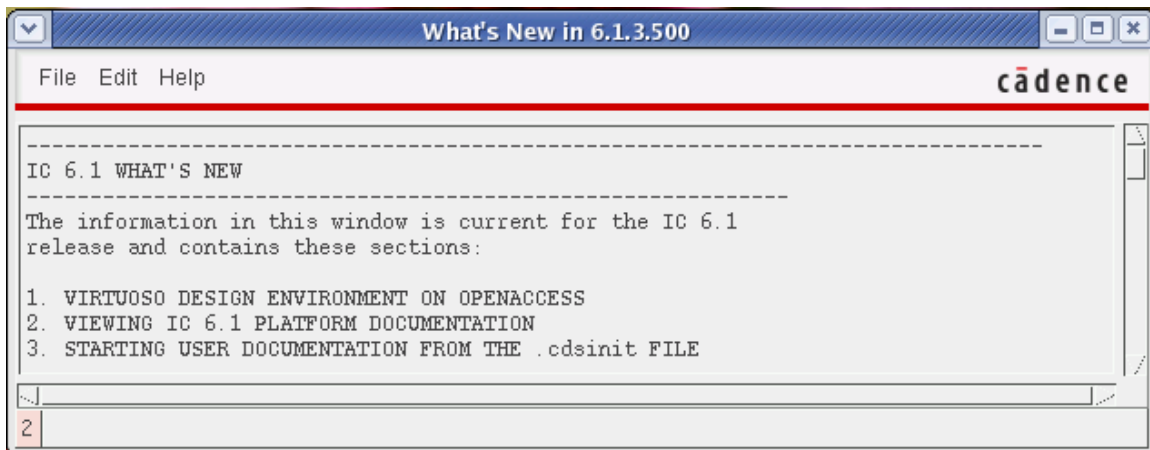 What's New in 6.1.3.500
File Edit Help
cādence
--------------------------------------------------------------------------------
IC 6.1 WHAT'S NEW
------------------------------------------------------------
The information in this window is current for the IC 6.1
release and contains these sections:
1. VIRTUOSO DESIGN ENVIRONMENT ON OPENACCESS
2. VIEWING IC 6.1 PLATFORM DOCUMENTATION
3. STARTING USER DOCUMENTATION FROM THE .cdsinit FILE
2